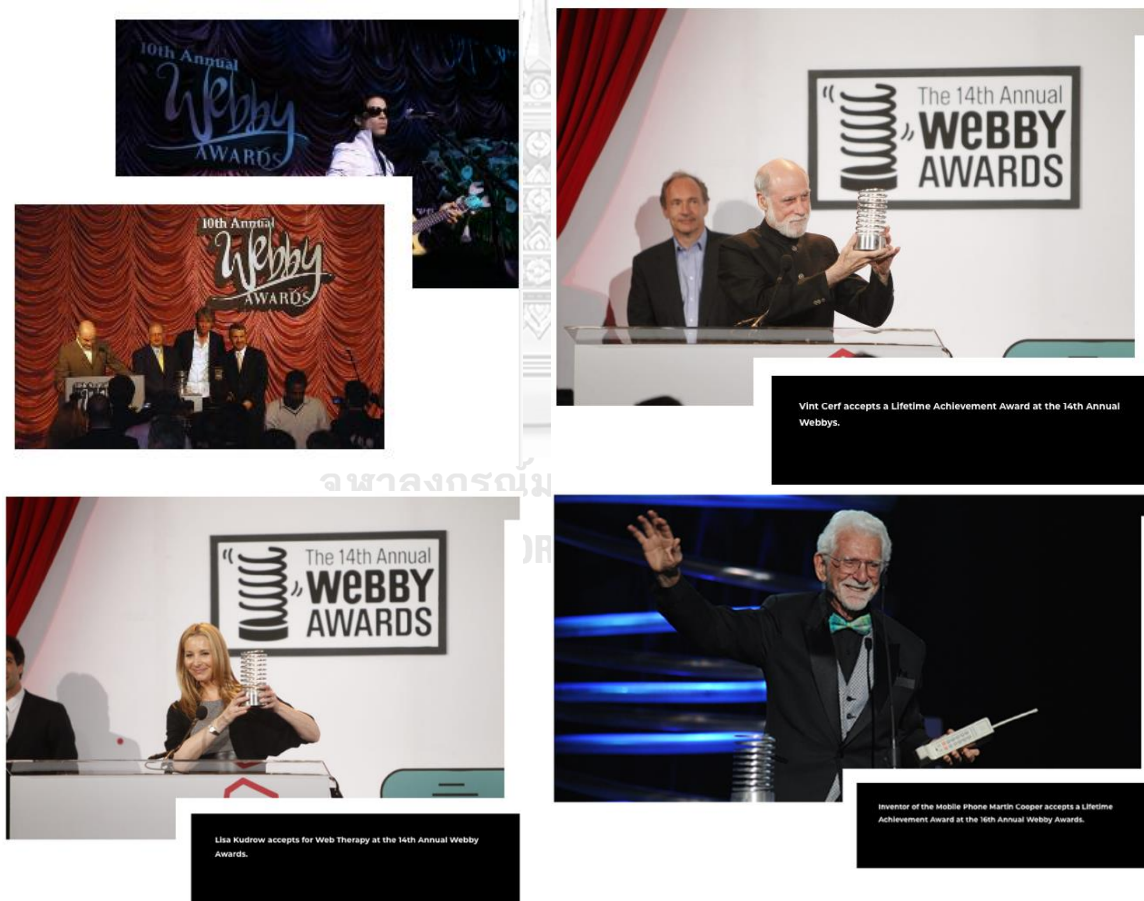 10th Annual
Webby
AWARDS
10th Annual
Webby
AWARDS
The 14th Annual
WEBBY
AWARDS
Vint Cerf accepts a Lifetime Achievement Award at the 14th Annual
Webbys.
จุฬาลงกรณ์ม
The 14th Annual
WEBBY
AWARDS
Lisa Kudrow accepts for Web Therapy at the 14th Annual Webby
Awards.
Inventor of the Mobile Phone Martin Cooper accepts a Lifetime
Achievement Award at the 16th Annual Webby Awards.